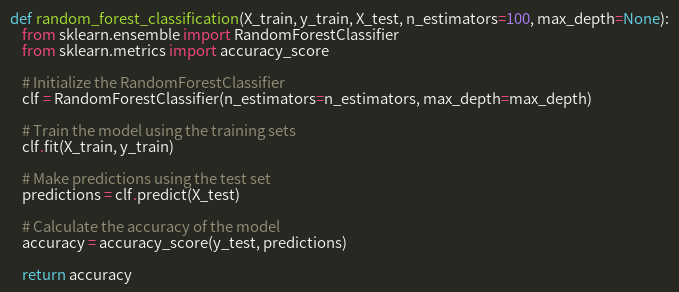 def random_forest_classification(X_train, y_train, X_test, n_estimators=100, max_depth=None):
from sklearn.ensemble import RandomForestClassifier
from sklearn.metrics import accuracy_score
# Initialize the RandomForestClassifier
clf = RandomForestClassifier(n_estimators=n_estimators, max_depth=max_depth)
# Train the model using the training sets
clf.fit(X_train, y_train)
# Make predictions using the test set
predictions = clf.predict(X_test)
# Calculate the accuracy of the model
accuracy = accuracy_score(y_test, predictions)
return accuracy